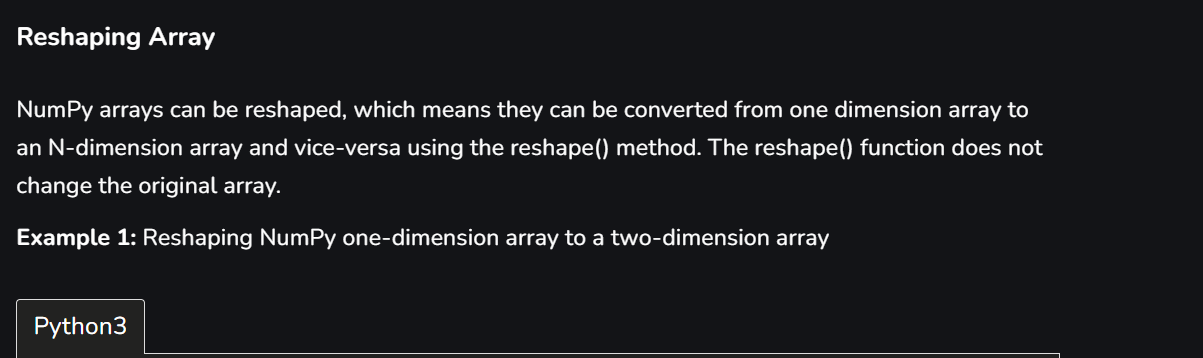 Reshaping Array
NumPy arrays can be reshaped, which means they can be converted from one dimension array to
an N-dimension array and vice-versa using the reshape() method. The reshape() function does not
change the original array.
Example 1: Reshaping NumPy one-dimension array to a two-dimension array
Python3